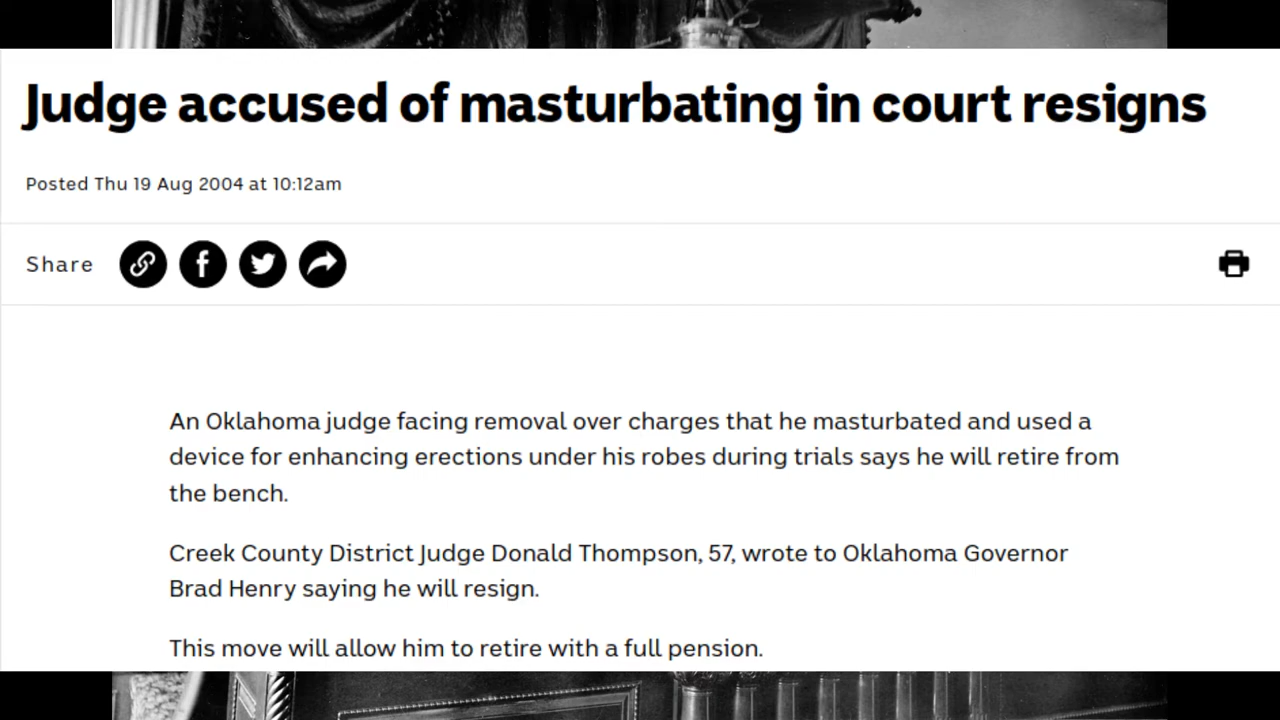 Judge accused of masturbating in court resigns
Posted Thu 19 Aug 2004 at 10:12am
Share
An Oklahoma judge facing removal over charges that he masturbated and used a
device for enhancing erections under his robes during trials says he will retire from
the bench.
Creek County District Judge Donald Thompson, 57, wrote to Oklahoma Governor
Brad Henry saying he will resign.
This move will allow him to retire with a full pension.